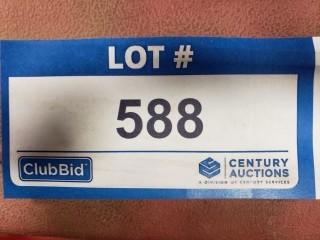 LOT #
588
ClubBid
CENTURY
AUCTIONS
A DIVISION OF CENTURY SERVICES